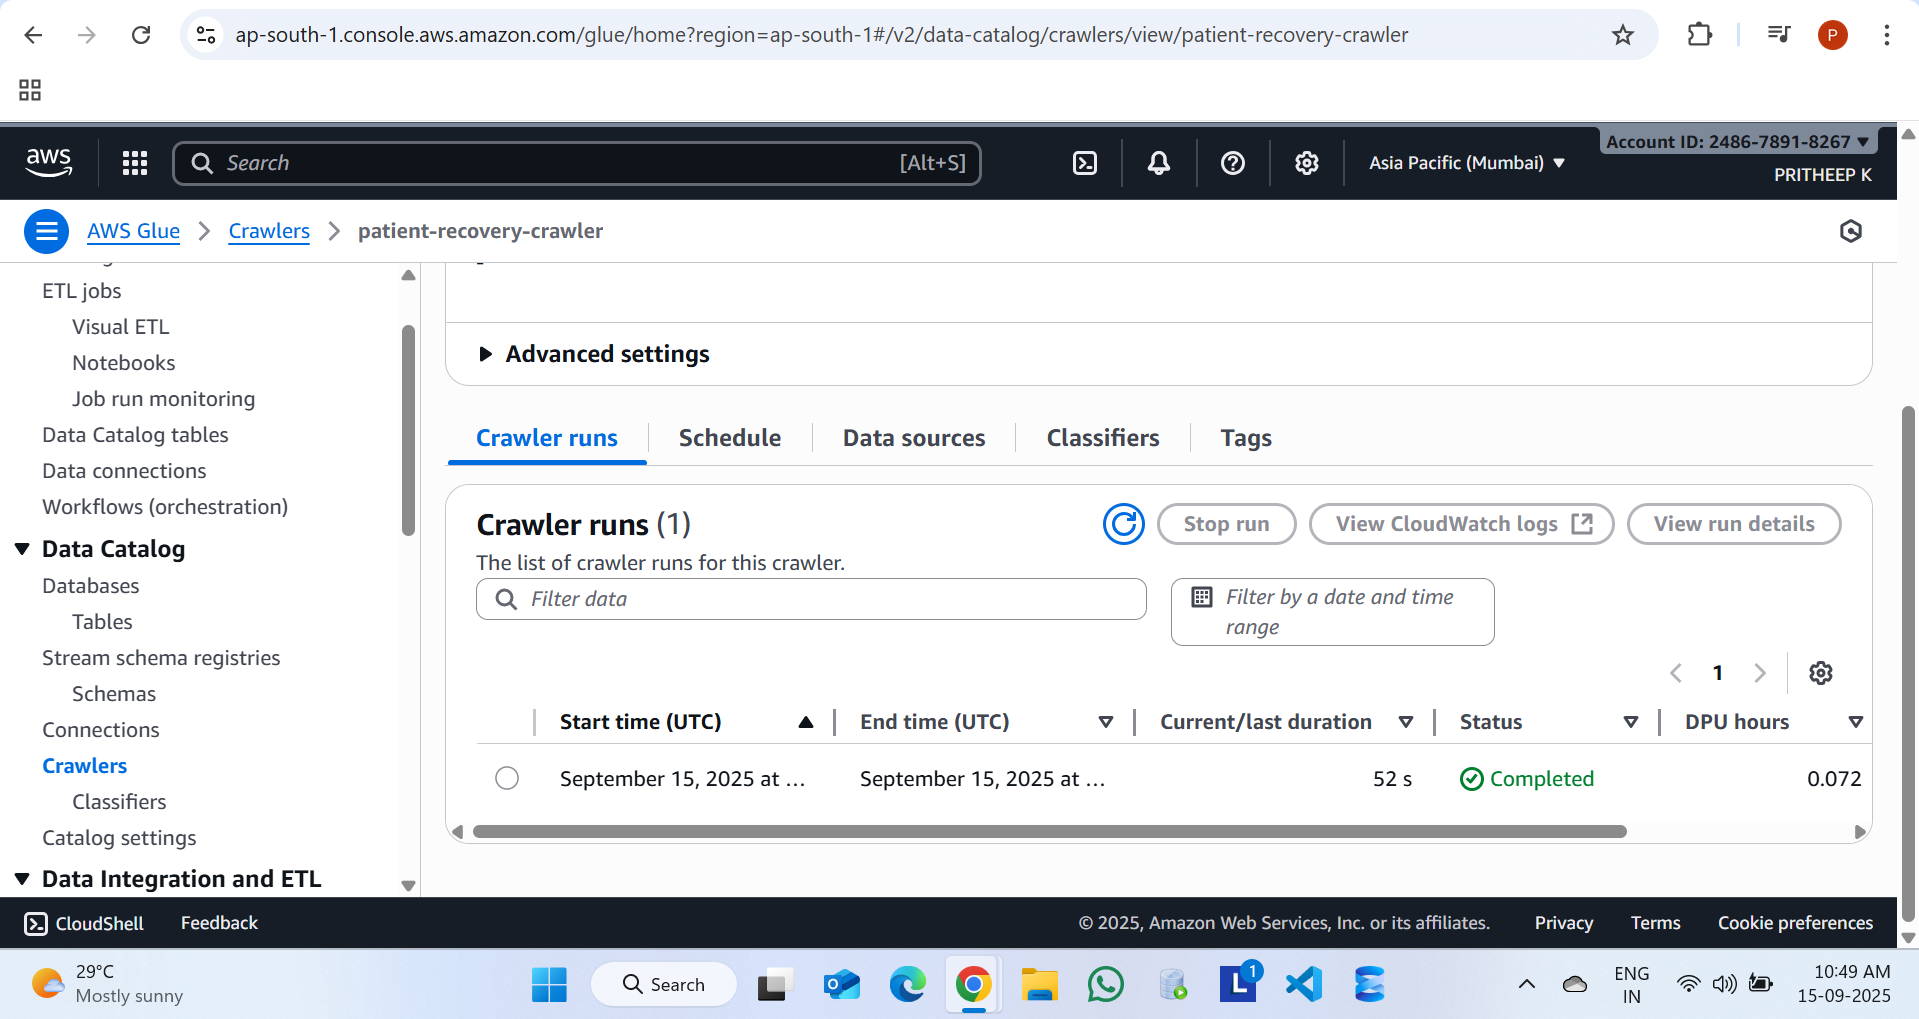 ap-south-1.console.aws.amazon.com/glue/home?region=ap-south-1#/v2/data-catalog/crawlers/view/patient-recovery-crawler
P
aws
Search
[Alt+S]
Asia Pacific (Mumbai)
Account ID: 2486-7891-8267
PRITHEEP K
AWS Glue
Crawlers
patient-recovery-crawler
ETL jobs
Visual ETL
Notebooks
Job run monitoring
Data Catalog tables
Data connections
Workflows (orchestration)
Data Catalog
Databases
Tables
Stream schema registries
Schemas
Connections
Crawlers
Classifiers
Catalog settings
Data Integration and ETL
Advanced settings
Crawler runs
Schedule
Data sources
Classifiers
Tags
Crawler runs (1)
Stop run
View CloudWatch logs
View run details
The list of crawler runs for this crawler.
Filter data
Filter by a date and time
range
1
Start time (UTC)
End time (UTC)
Current/last duration
Status
DPU hours
September 15, 2025 at ...
September 15, 2025 at ...
52 s
Completed
0.072
CloudShell
Feedback
© 2025, Amazon Web Services, Inc. or its affiliates.
Privacy
Terms
Cookie preferences
29°C
Mostly sunny
Search
L
1
ENG
IN
10:49 AM
15-09-2025